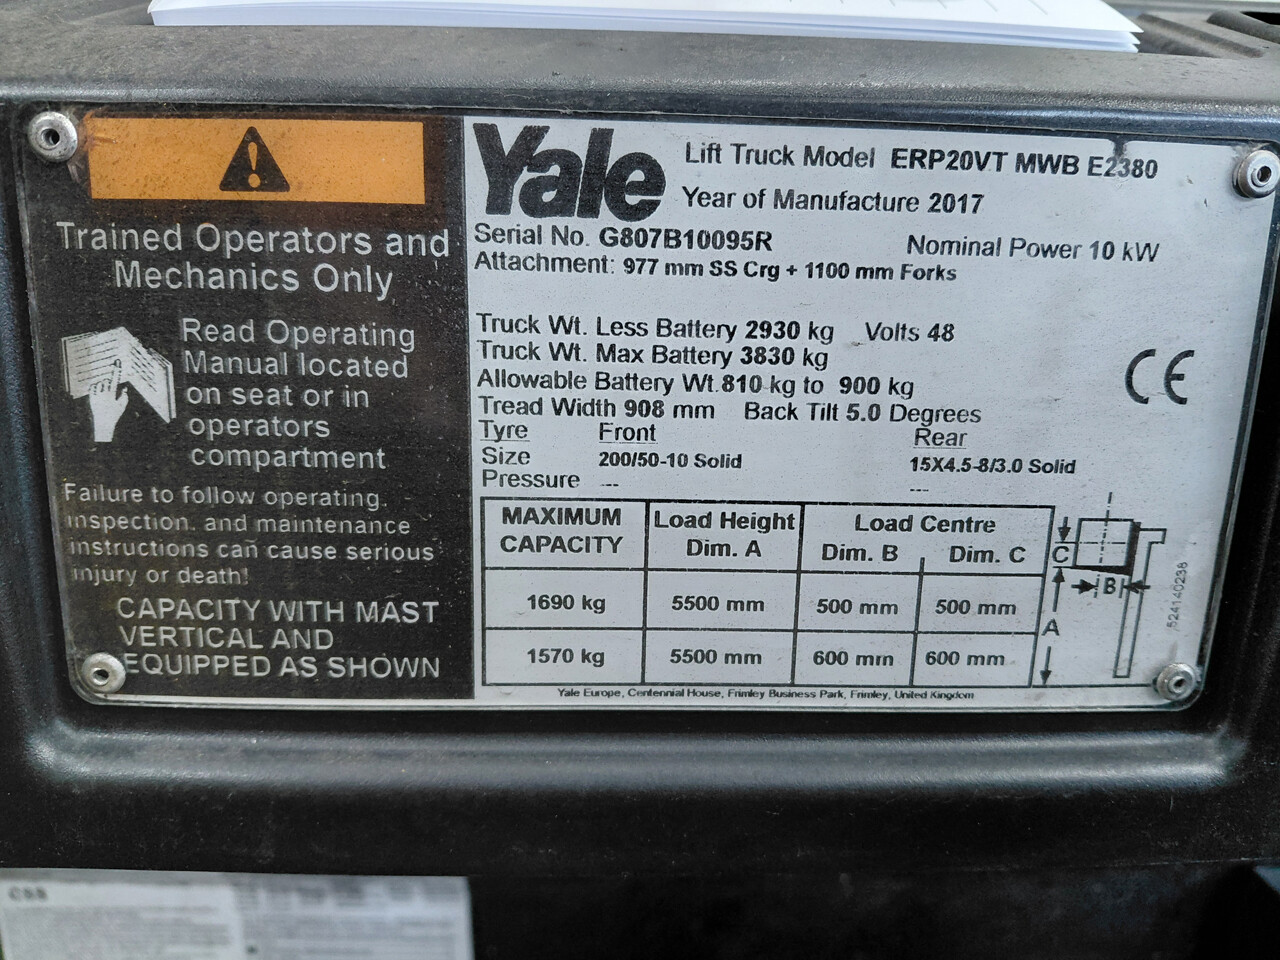 Trained Operators and
Mechanics Only
Read Operating
Manual located
on seat or in
operators
compartment
Failure to follow operating,
inspection, and maintenance
instructions can cause serious
injury or death!
CAPACITY WITH MAST
VERTICAL AND
EQUIPPED AS SHOWN
Yale
Lift Truck Model ERP20VT MWB E2380
Year of Manufacture 2017
Serial No. G807B10095R Nominal Power 10 kW
Attachment: 977 mm SS Crg + 1100 mm Forks
Truck Wt. Less Battery 2930 kg Volts 48
Truck Wt. Max Battery 3830 kg
Allowable Battery Wt. 810 kg to 900 kg
Tread Width 908 mm Back Tilt 5.0 Degrees
Tyre Front Rear
Size 200/50-10 Solid 15X4.5-8/3.0 Solid
Pressure --- ---
MAXIMUM CAPACITY Load Height Dim. A Load Centre Dim. B Dim. C
1690 kg 5500 mm 500 mm 500 mm
1570 kg 5500 mm 600 mm 600 mm
C
B
A
524140238
CE
Yale Europe, Centennial House, Frimley Business Park, Frimley, United Kingdom